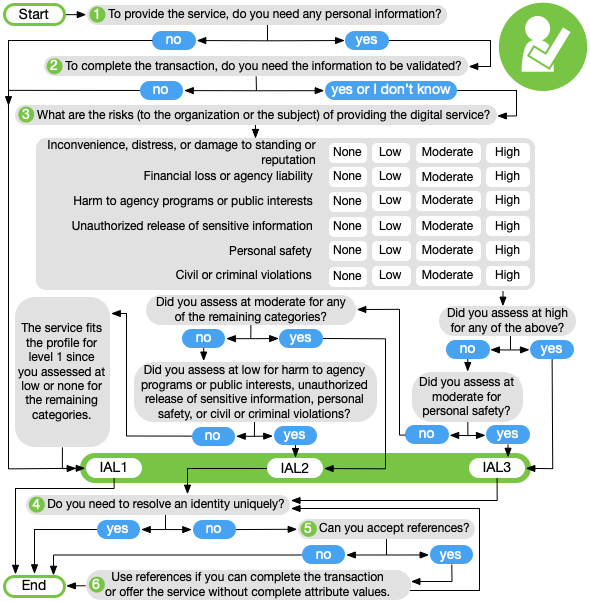 Start
1 To provide the service, do you need any personal information?
no
yes
2 To complete the transaction, do you need the information to be validated?
no
yes or I don't know
3 What are the risks (to the organization or the subject) of providing the digital service?
Inconvenience, distress, or damage to standing or
reputation
None Low Moderate High
Financial loss or agency liability None Low Moderate High
Harm to agency programs or public interests None Low Moderate High
Unauthorized release of sensitive information None Low Moderate High
Personal safety None Low Moderate High
Civil or criminal violations None Low Moderate High
Did you assess at high
for any of the above?
no
yes
Did you assess at
moderate for
personal safety?
no
yes
Did you assess at moderate for any
of the remaining categories?
no
yes
Did you assess at low for harm to agency
programs or public interests, unauthorized
release of sensitive information, personal
safety, or civil or criminal violations?
no
yes
The service fits
the profile for
level 1 since
you assessed at
low or none for
the remaining
categories.
IAL1
IAL2
IAL3
4 Do you need to resolve an identity uniquely?
yes
no
5 Can you accept references?
no
yes
6 Use references if you can complete the transaction
or offer the service without complete attribute values.
End